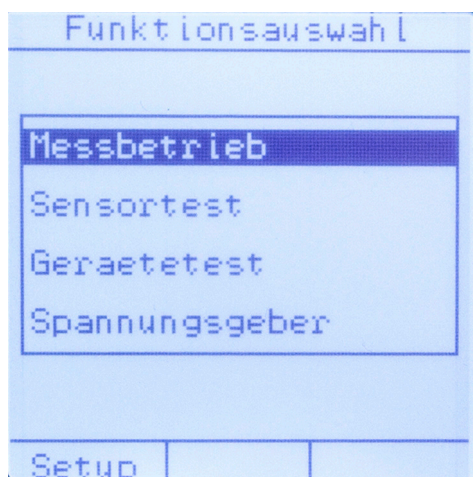 Funktionsauswahl
Messbetrieb
Sensortest
Geraetetest
Spannungsgeber
Setup